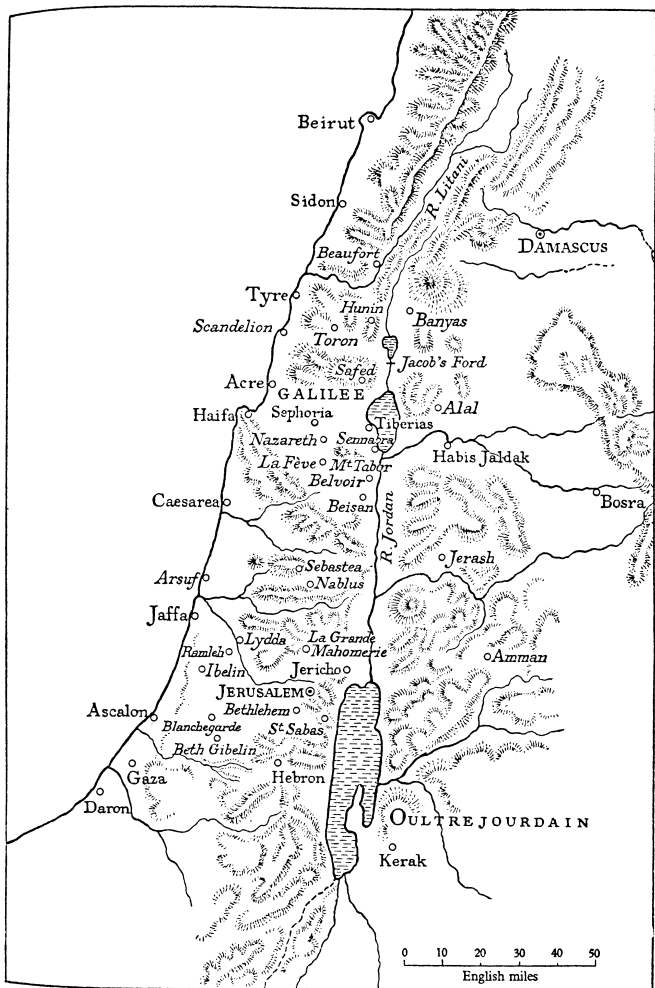 Beirut
R. Litani
Sidon
DAMASCUS
Beaufort
Tyre
Hunin
Banyas
Scandelion
Toron
Jacob's Ford
Safed
Acre
GALILEE
Alal
Haifa
Sephoria
Tiberias
Nazareth
Sennabra
Habis Jaldak
La Fève
Mt Tabor
Belvoir
Bosra
Caesarea
Beisan
R. Jordan
Jerash
Sebastea
Arsuf
Nablus
Jaffa
Lydda
La Grande
Mahomerie
Ramleh
Amman
Ibelin
Jericho
JERUSALEM
Ascalon
Bethlehem
Blanchegarde
St Sabas
Beth Gibelin
Gaza
Hebron
Daron
OULTREJOURDAIN
Kerak
0 10 20 30 40 50
English miles